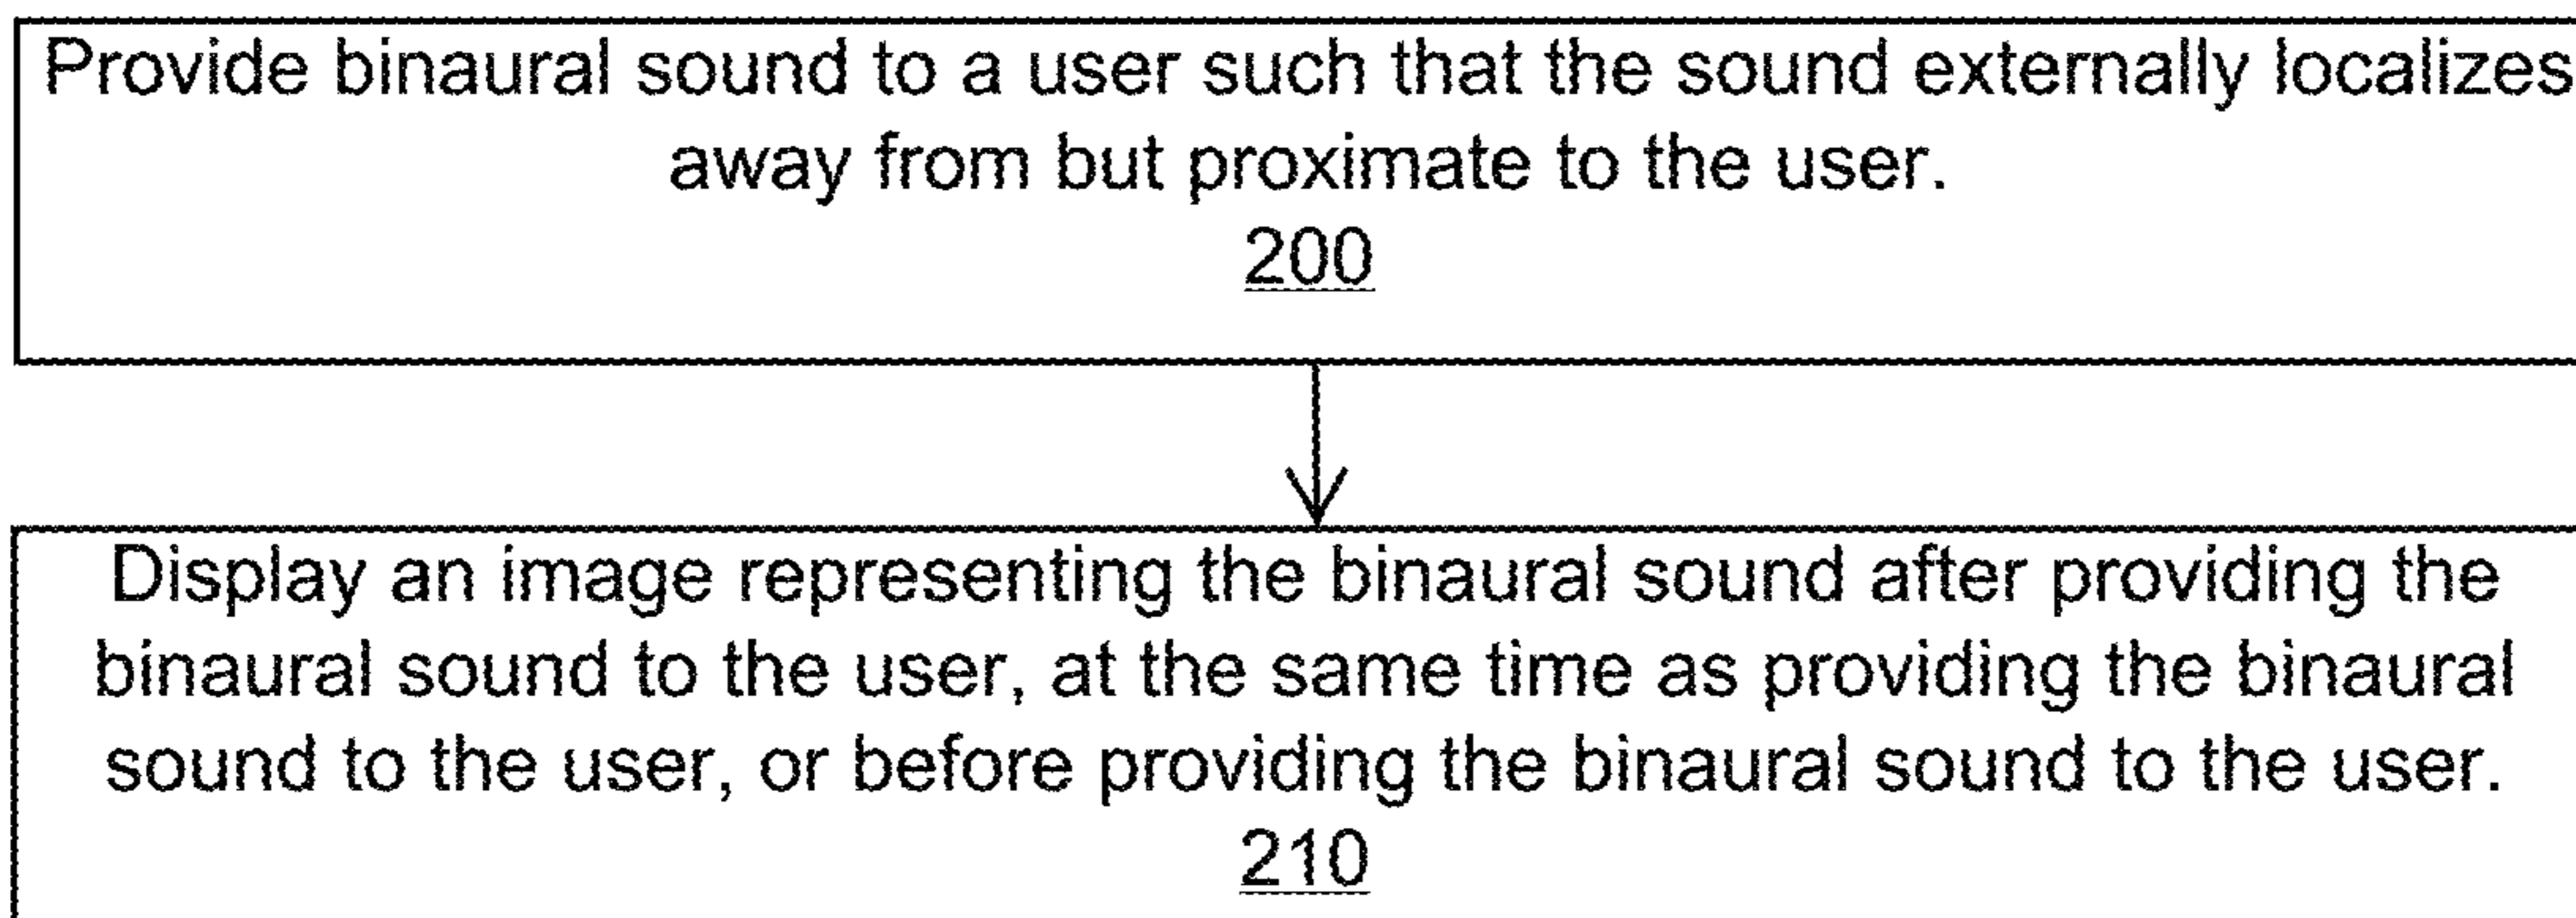 Provide binaural sound to a user such that the sound externally localizes
away from but proximate to the user.
200
Display an image representing the binaural sound after providing the
binaural sound to the user, at the same time as providing the binaural
sound to the user, or before providing the binaural sound to the user.
210